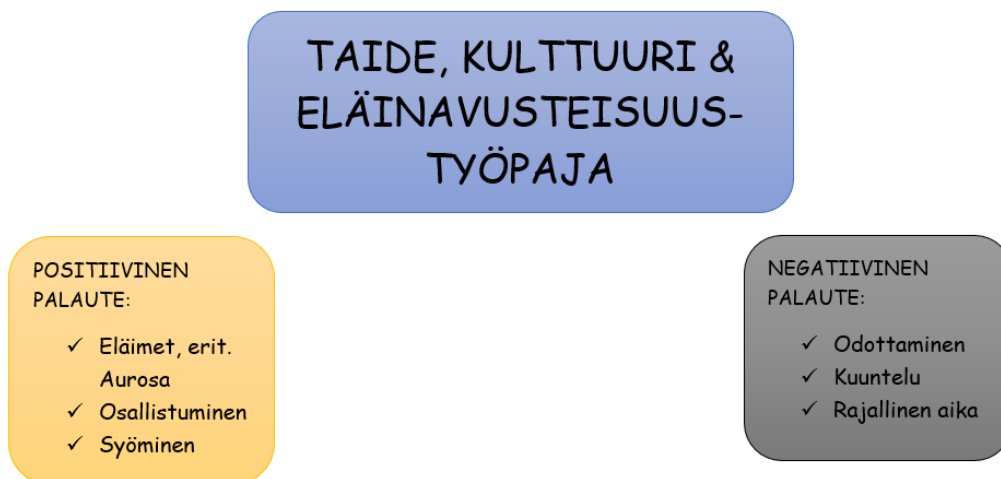 TAIDE, KULTTUURI &
ELÄINAVUSTEISUUS-
TYÖPAJA
POSITIIVINEN
PALAUTE:
✓ Eläimet, erit.
Aurosa
✓ Osallistuminen
✓ Syöminen
NEGATIIVINEN
PALAUTE:
✓ Odottaminen
✓ Kuuntelu
✓ Rajallinen aika